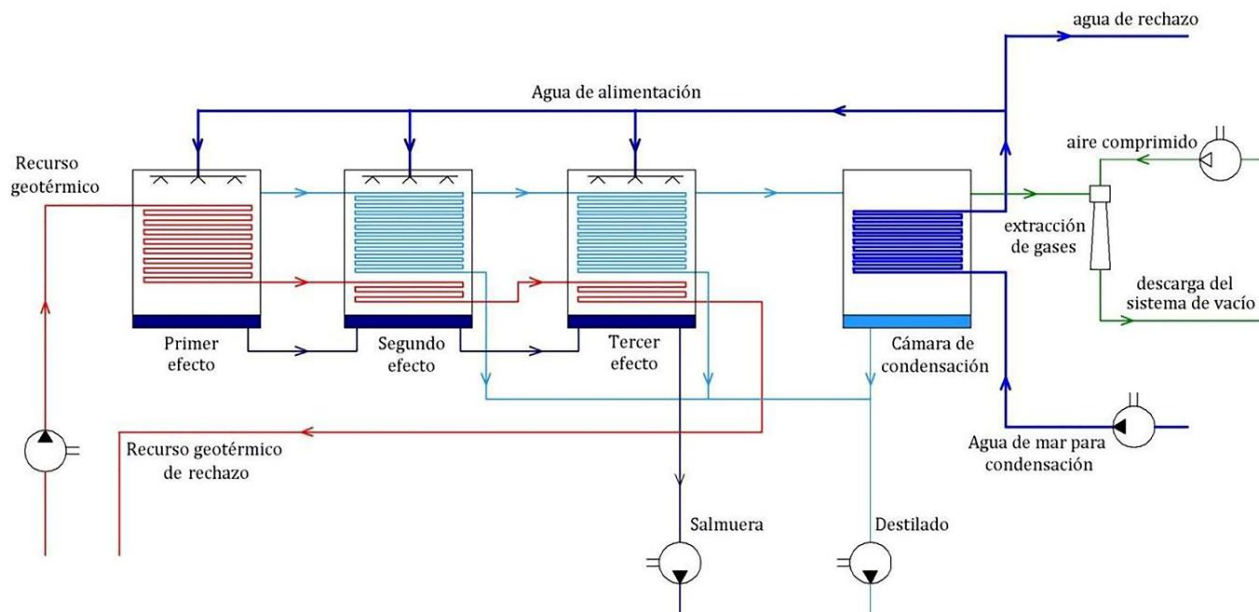 agua de rechazo
Agua de alimentación
aire comprimido
Recurso
geotérmico
extracción
de gases
descarga del
sistema de vacío
Primer
efecto
Segundo
efecto
Tercer
efecto
Cámara de
condensación
Recurso geotérmico
de rechazo
Agua de mar para
condensación
Salmuera
Destilado